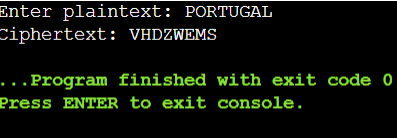 Enter plaintext: PORTUGAL
Ciphertext: VHDZWEMS
...Program finished with exit code 0
Press ENTER to exit console.